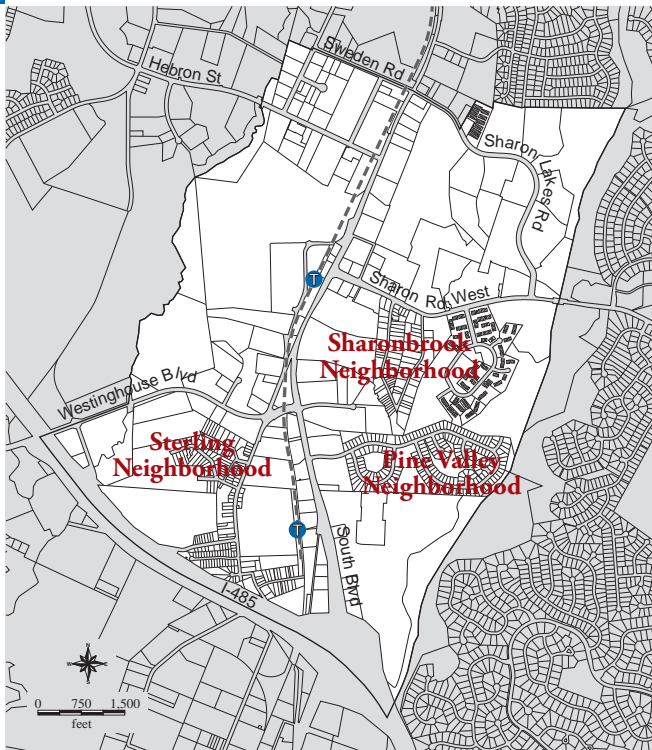 Sweden Rd
Hebron St
Sharon Lakes Rd
T
Sharon Rd West
Sharonbrook
Neighborhood
Westinghouse Blvd
Sterling
Neighborhood
Pine Valley
Neighborhood
T
South Blvd
I-485
N
W E
S
0 750 1,500
feet